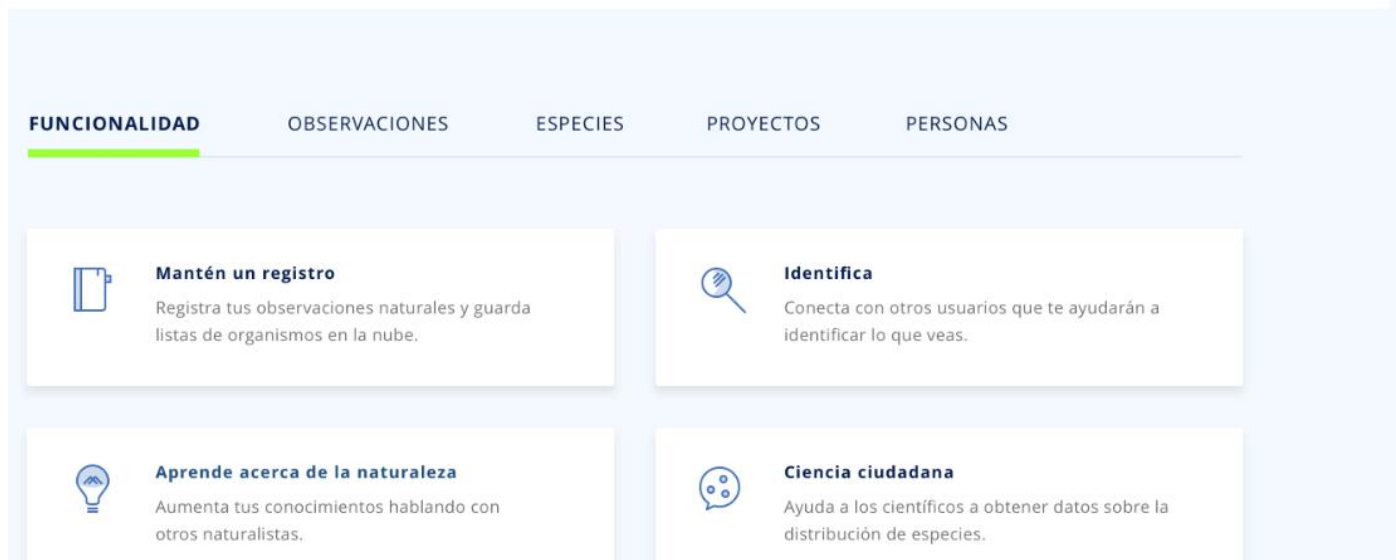 FUNCIONALIDAD OBSERVACIONES ESPECIES PROYECTOS PERSONAS
Mantén un registro
Registra tus observaciones naturales y guarda
listas de organismos en la nube.
Identifica
Conecta con otros usuarios que te ayudarán a
identificar lo que veas.
Aprende acerca de la naturaleza
Aumenta tus conocimientos hablando con
otros naturalistas.
Ciencia ciudadana
Ayuda a los científicos a obtener datos sobre la
distribución de especies.